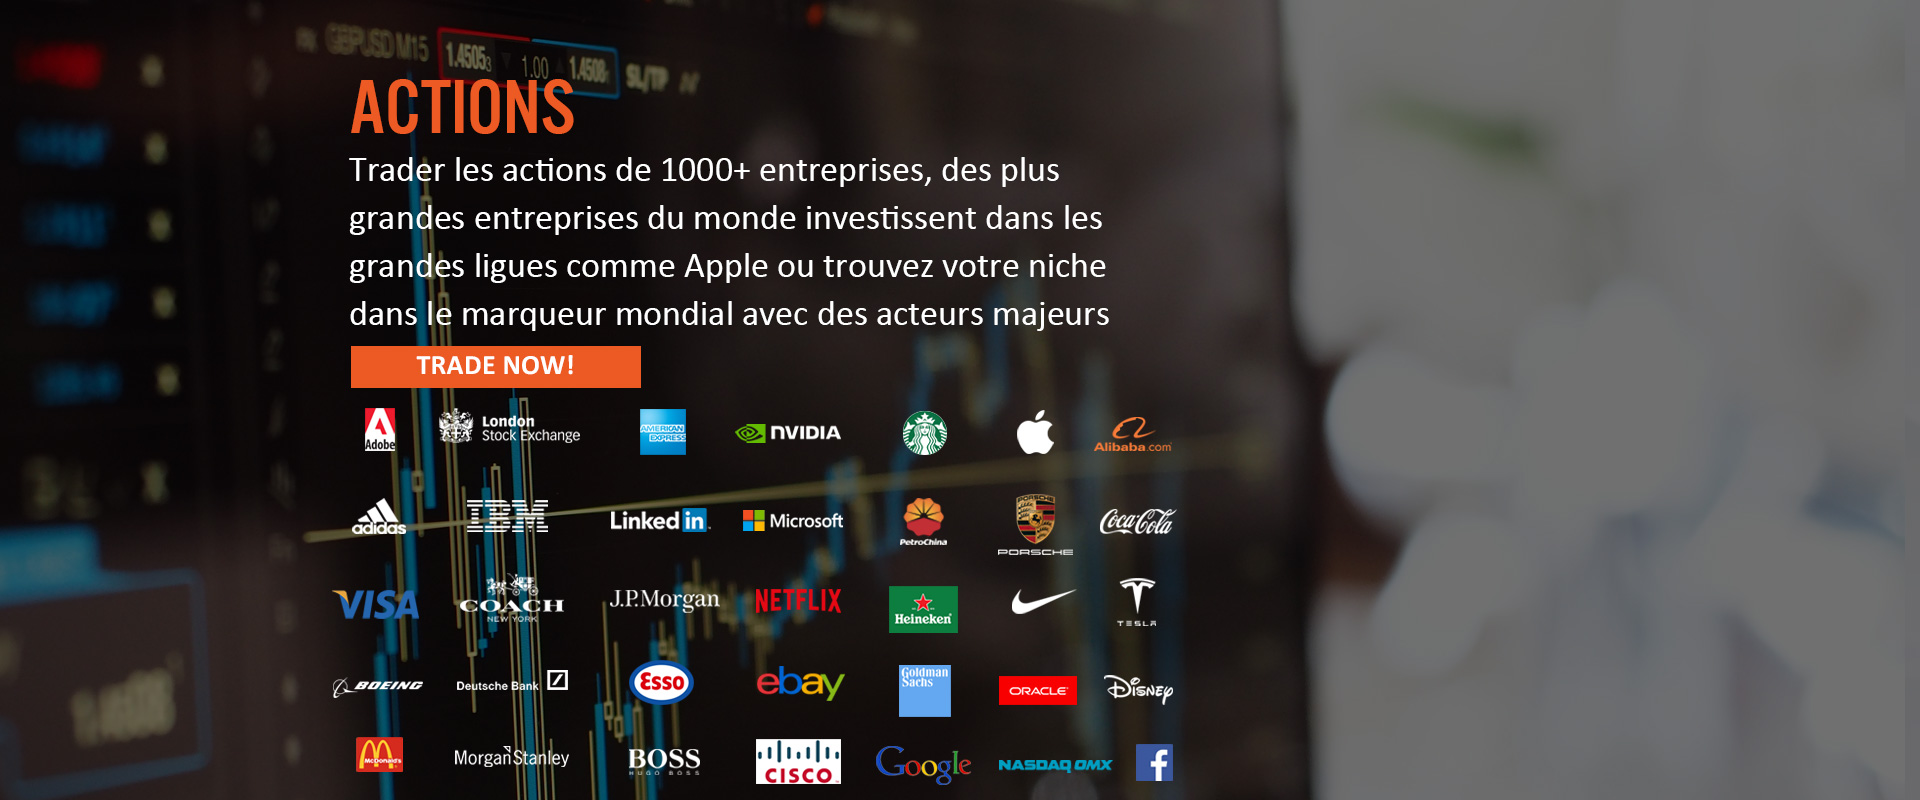 GBPUSD M15
1.4505 1.00 1.4508 SL/TP
ACTIONS
Trader les actions de 1000+ entreprises, des plus
grandes entreprises du monde investissent dans les
grandes ligues comme Apple ou trouvez votre niche
dans le marqueur mondial avec des acteurs majeurs
TRADE NOW!
Adobe
London
Stock Exchange
AMERICAN
EXPRESS
NVIDIA
Alibaba.com
adidas
IBM
Linked in
Microsoft
PetroChina
PORSCHE
PORSCHE
Coca-Cola
VISA
COACH
NEW YORK
J.P.Morgan
NETFLIX
Heineken
TESLA
BOEING
Deutsche Bank
Esso
ebay
Goldman
Sachs
ORACLE
DISNEY
McDonald's
Morgan Stanley
BOSS
HUGO BOSS
CISCO
Google
NASDAQ OMX
f